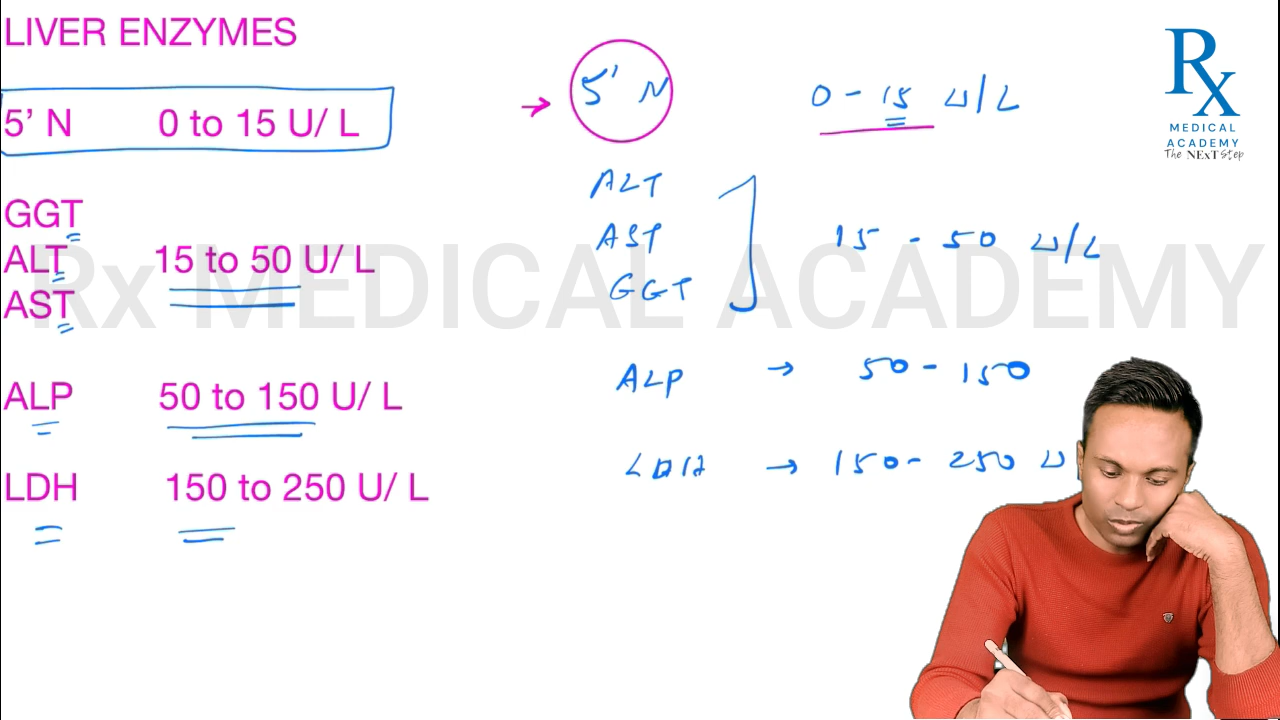 LIVER ENZYMES
5’ N 0 to 15 U/ L
GGT
ALT 15 to 50 U/ L
AST
ALP 50 to 150 U/ L
LDH 150 to 250 U/ L
5' N 0 - 15 U/L
ALT
AST 15 - 50 U/L
GGT
ALP → 50 - 150
LDH → 150 - 250 U
Rx
MEDICAL
ACADEMY
The NExT Step
Rx MEDICAL ACADEMY